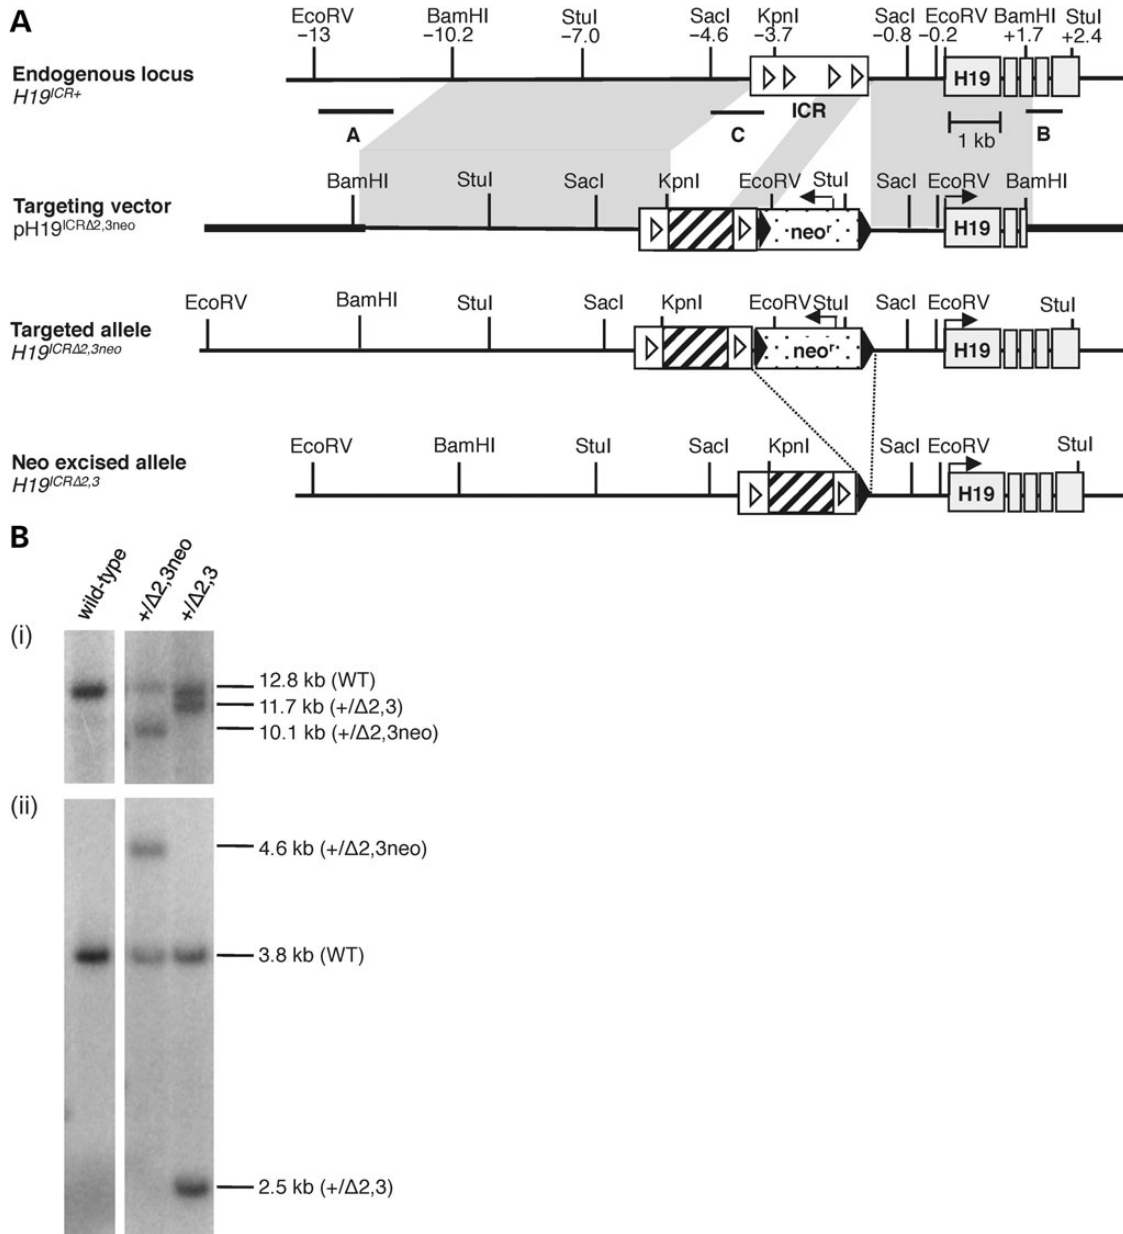 A
EcoRV BamHI StuI SacI KpnI SacI EcoRV BamHI StuI
−13 −10.2 −7.0 −4.6 −3.7 −0.8 −0.2 +1.7 +2.4
Endogenous locus
H19ICR+
H19
ICR
A C B
1 kb
BamHI StuI SacI KpnI EcoRV StuI SacI EcoRV BamHI
Targeting vector
pH19ICRΔ2,3neo
neor H19
EcoRV BamHI StuI SacI KpnI EcoRV StuI SacI EcoRV StuI
Targeted allele
H19ICRΔ2,3neo
neor H19
EcoRV BamHI StuI SacI KpnI SacI EcoRV StuI
Neo excised allele
H19ICRΔ2,3
H19
B
wild-type +/Δ2,3neo +/Δ2,3
(i)
12.8 kb (WT)
11.7 kb (+/Δ2,3)
10.1 kb (+/Δ2,3neo)
(ii)
4.6 kb (+/Δ2,3neo)
3.8 kb (WT)
2.5 kb (+/Δ2,3)